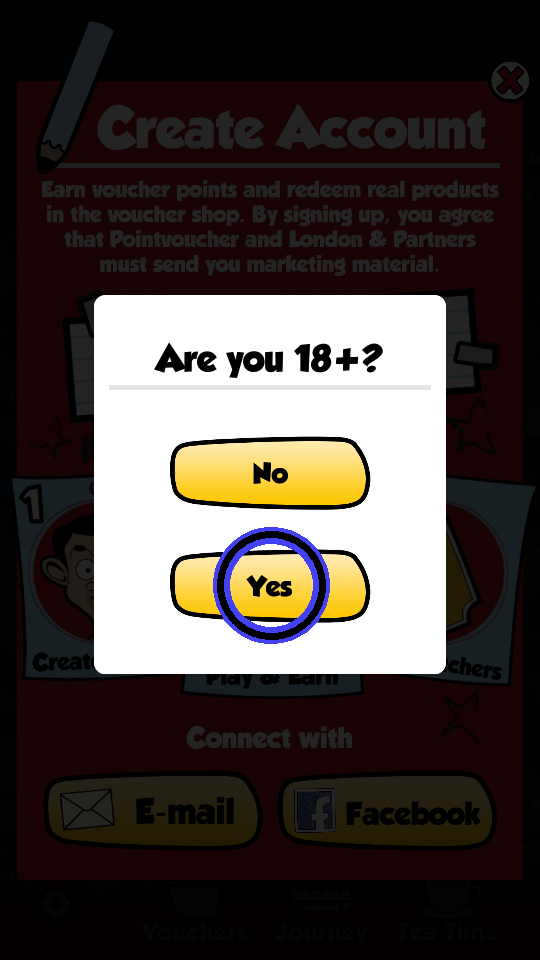 Create Account
Earn voucher points and redeem real products
in the voucher shop. By signing up, you agree
that Pointvoucher and London & Partners
must send you marketing material.
Are you 18+?
No
Yes
1
Play & Earn
Connect with
E-mail
Facebook
Vouchers Journey Tea Time